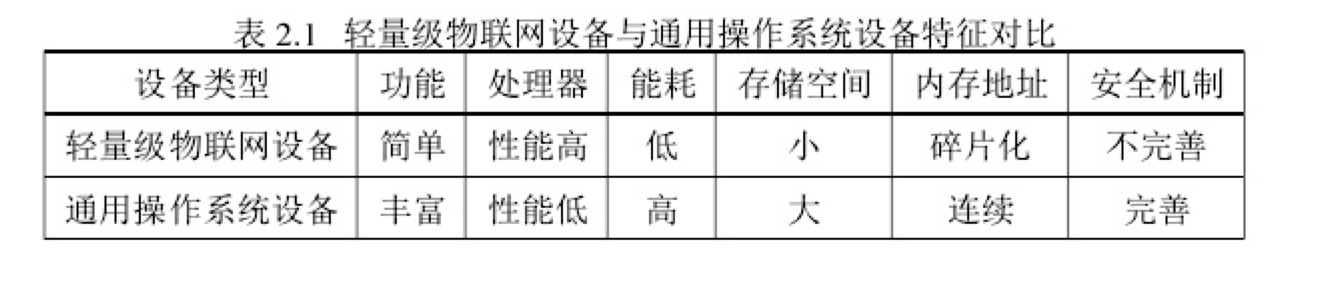 表 2.1 轻量级物联网设备与通用操作系统设备特征对比
设备类型 功能 处理器 能耗 存储空间 内存地址 安全机制
轻量级物联网设备 简单 性能高 低 小 碎片化 不完善
通用操作系统设备 丰富 性能低 高 大 连续 完善